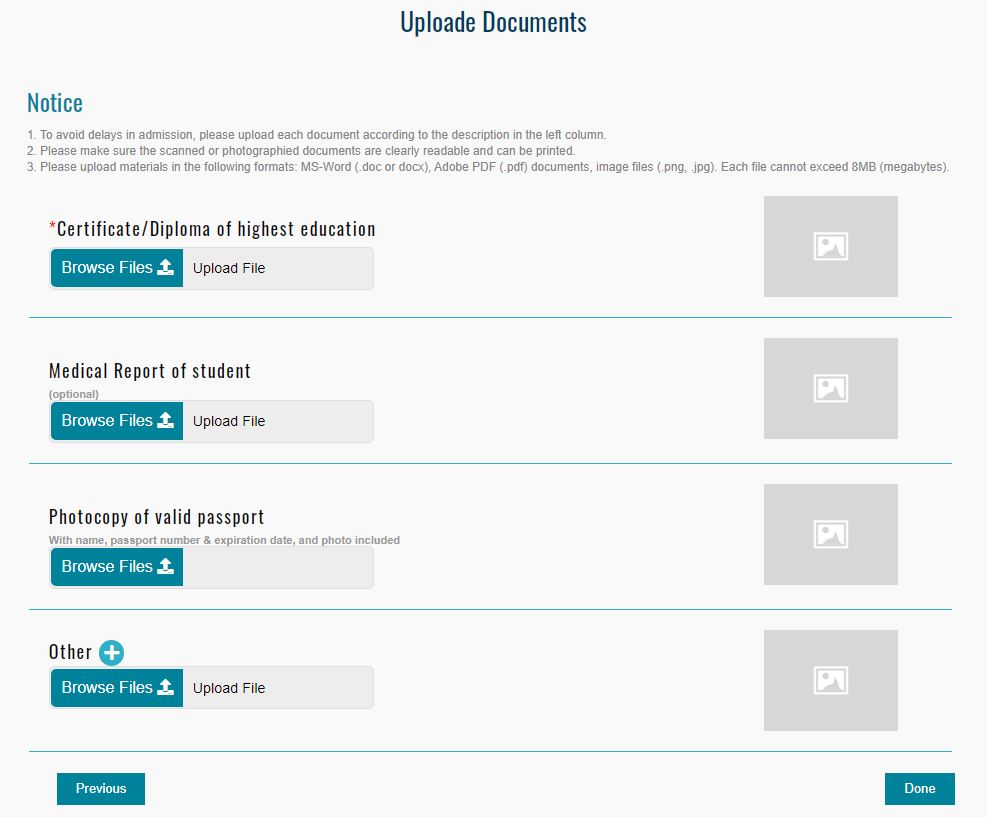 Uploade Documents
Notice
1. To avoid delays in admission, please upload each document according to the description in the left column.
2. Please make sure the scanned or photographied documents are clearly readable and can be printed.
3. Please upload materials in the following formats: MS-Word (.doc or docx), Adobe PDF (.pdf) documents, image files (.png, .jpg). Each file cannot exceed 8MB (megabytes).
*Certificate/Diploma of highest education
Browse Files Upload File
Medical Report of student
(optional)
Browse Files Upload File
Photocopy of valid passport
With name, passport number & expiration date, and photo included
Browse Files
Other
Browse Files Upload File
Previous Done